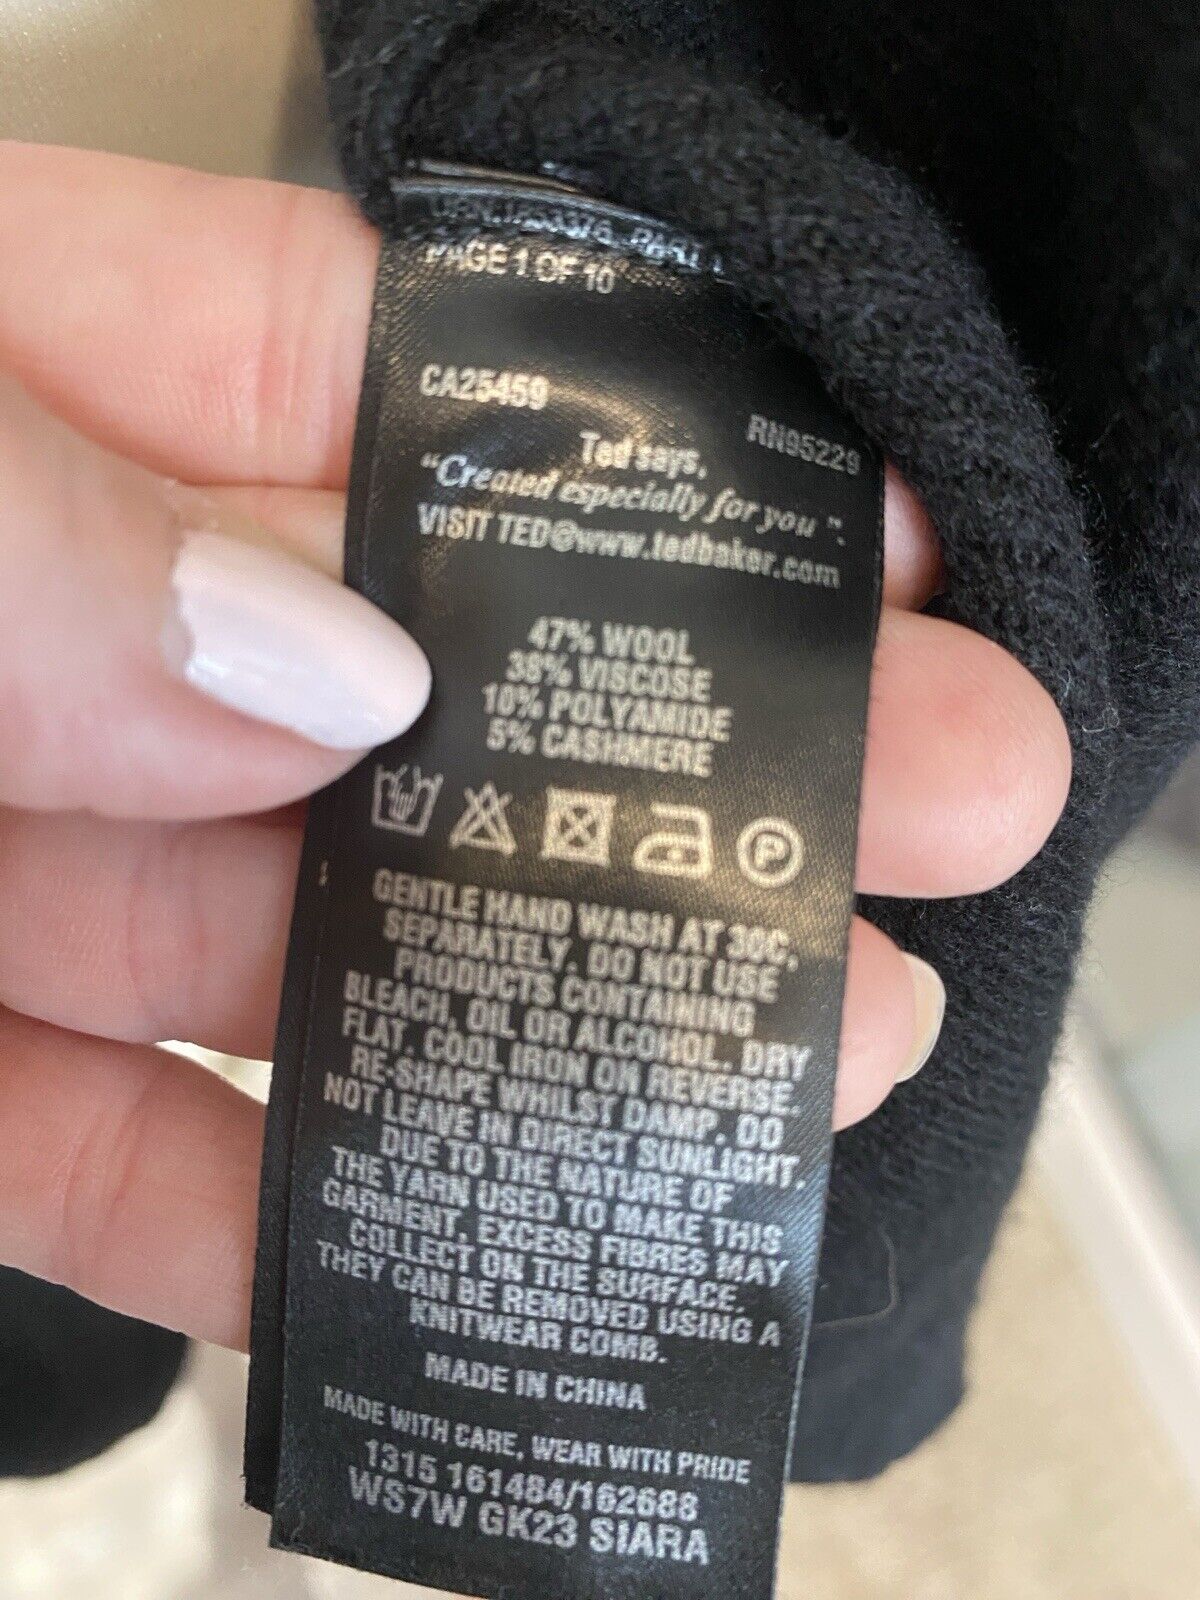 PAGE 1 OF 10
CA25459
RN95229
Ted says,
"Created especially for you".
VISIT TED@www.tedbaker.com
47% WOOL
38% VISCOSE
10% POLYAMIDE
5% CASHMERE
P
GENTLE HAND WASH AT 30C,
SEPARATELY. DO NOT USE
PRODUCTS CONTAINING
BLEACH, OIL OR ALCOHOL. DRY
FLAT. COOL IRON ON REVERSE.
RE-SHAPE WHILST DAMP. DO
NOT LEAVE IN DIRECT SUNLIGHT.
DUE TO THE NATURE OF
THE YARN USED TO MAKE THIS
GARMENT, EXCESS FIBRES MAY
COLLECT ON THE SURFACE.
THEY CAN BE REMOVED USING A
KNITWEAR COMB.
MADE IN CHINA
MADE WITH CARE, WEAR WITH PRIDE
1315 161484/162688
WS7W GK23 SIARA